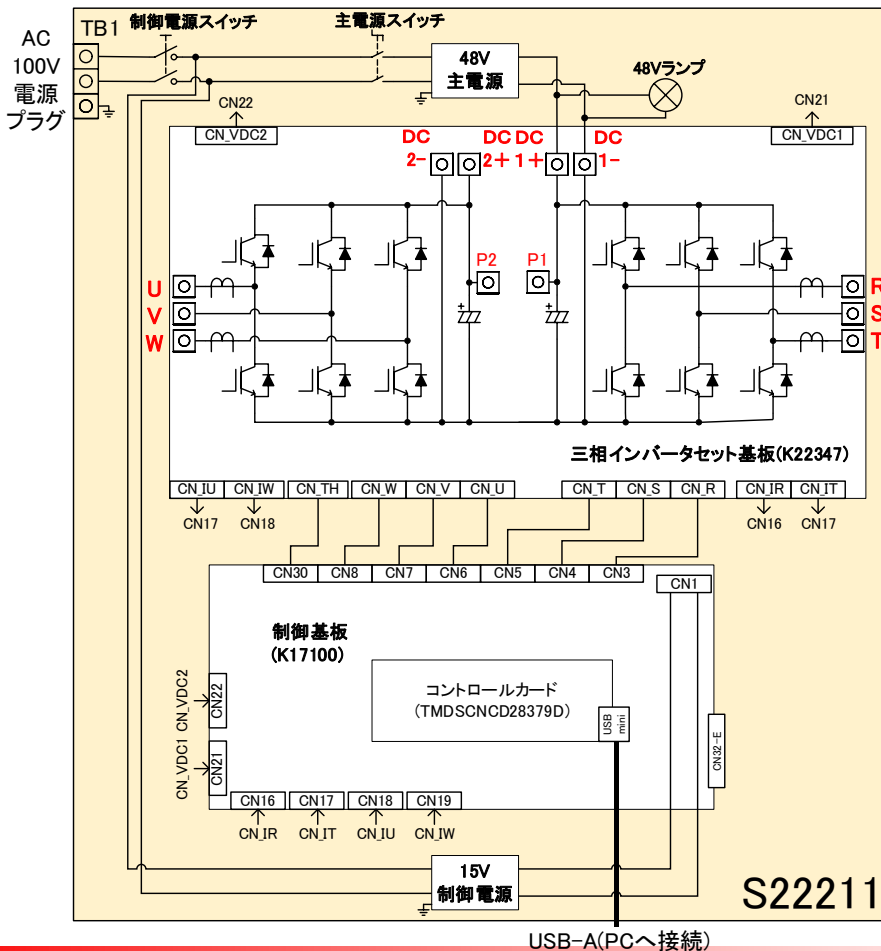 AC
100V
電源
プラグ
TB1
制御電源スイッチ
主電源スイッチ
48V
主電源
48Vランプ
CN22
CN_VDC2
CN21
CN_VDC1
DC
2-
DC
2+
DC
1+
DC
1-
P2
P1
+
+
U
V
W
R
S
T
三相インバータセット基板(K22347)
CN_IU
CN_IW
CN_TH
CN_W
CN_V
CN_U
CN_T
CN_S
CN_R
CN_IR
CN_IT
CN17
CN18
CN16
CN17
CN30
CN8
CN7
CN6
CN5
CN4
CN3
CN1
制御基板
(K17100)
コントロールカード
(TMDSCNCD28379D)
USB
mini
CN32-E
CN_VDC2
CN22
CN_VDC1
CN21
CN16
CN17
CN18
CN19
CN_IR
CN_IT
CN_IU
CN_IW
15V
制御電源
S22211
USB-A(PCへ接続)